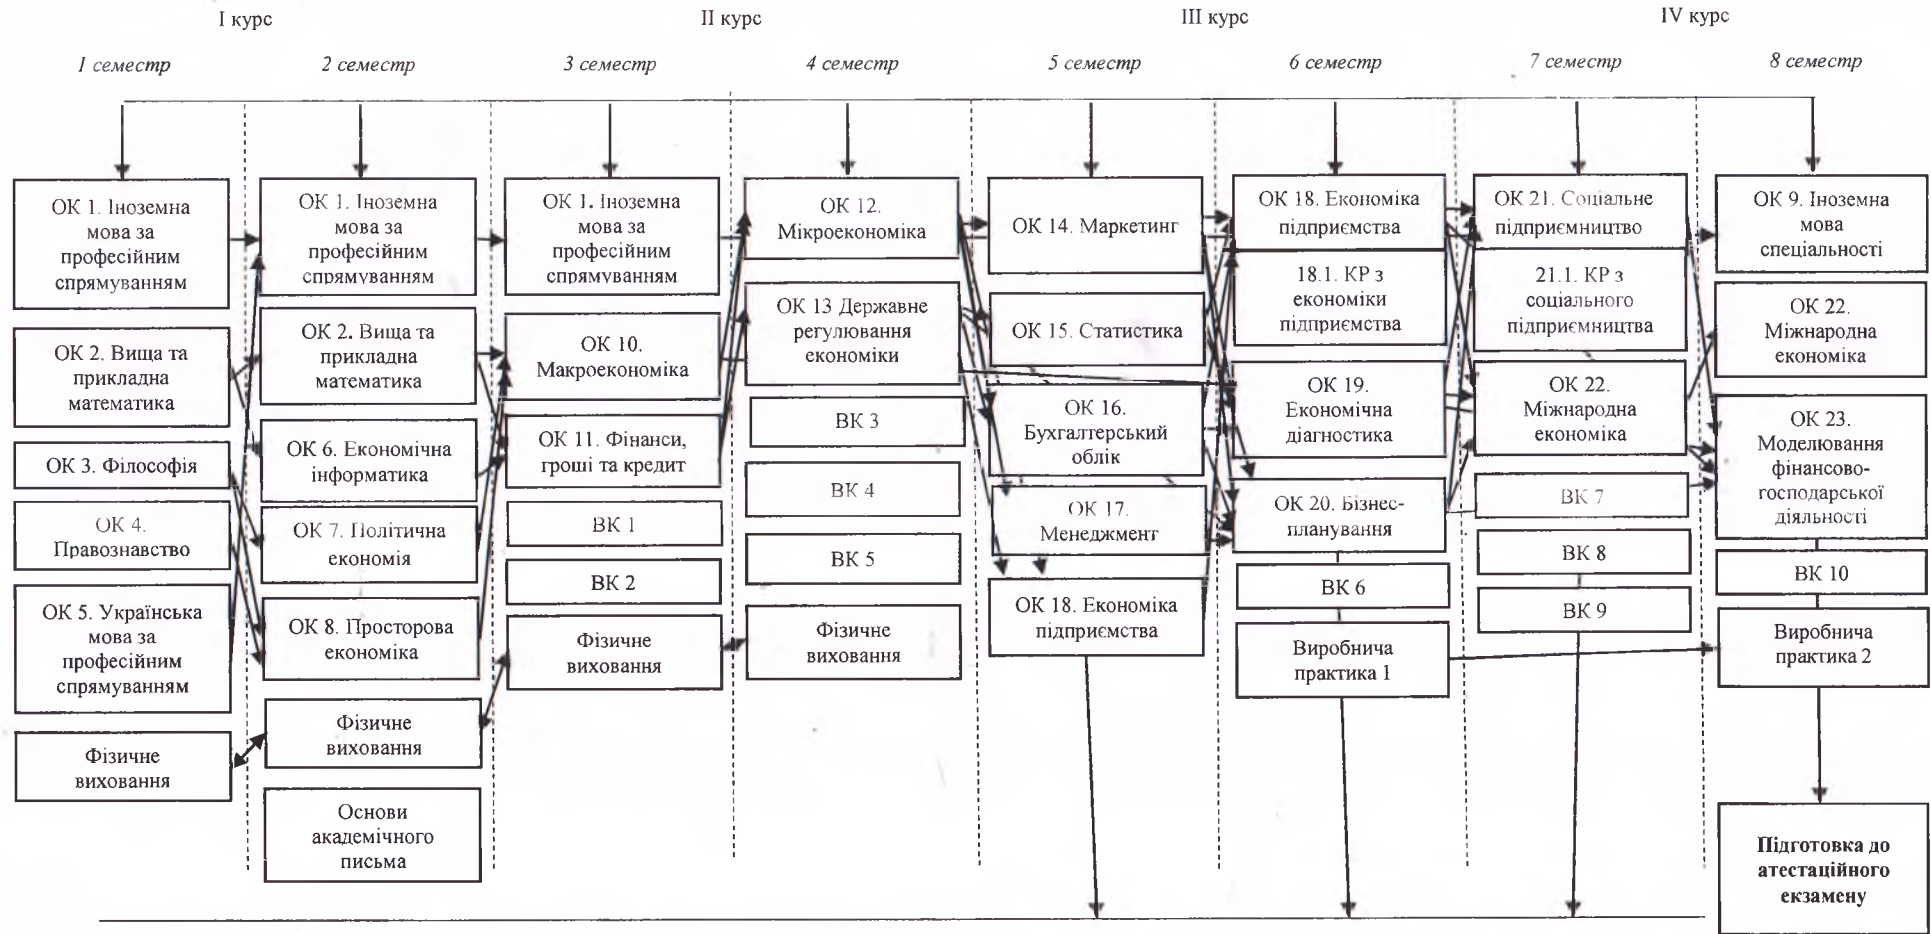 I курс
II курс
III курс
IV курс
1 семестр
2 семестр
3 семестр
4 семестр
5 семестр
6 семестр
7 семестр
8 семестр
ОК 1. Іноземна
мова за
професійним
спрямуванням
ОК 2. Вища та
прикладна
математика
ОК 3. Філософія
ОК 4.
Правознавство
ОК 5. Українська
мова за
професійним
спрямуванням
Фізичне
виховання
ОК 1. Іноземна
мова за
професійним
спрямуванням
ОК 2. Вища та
прикладна
математика
ОК 6. Економічна
інформатика
ОК 7. Політична
економія
ОК 8. Просторова
економіка
Фізичне
виховання
Основи
академічного
письма
ОК 1. Іноземна
мова за
професійним
спрямуванням
ОК 10.
Макроекономіка
ОК 11. Фінанси,
гроші та кредит
ВК 1
ВК 2
Фізичне
виховання
ОК 12.
Мікроекономіка
ОК 13 Державне
регулювання
економіки
ВК 3
ВК 4
ВК 5
Фізичне
виховання
ОК 14. Маркетинг
ОК 15. Статистика
ОК 16.
Бухгалтерський
облік
ОК 17.
Менеджмент
ОК 18. Економіка
підприємства
ОК 18. Економіка
підприємства
18.1. КР з
економіки
підприємства
ОК 19.
Економічна
діагностика
ОК 20. Бізнес-
планування
ВК 6
Виробнича
практика 1
ОК 21. Соціальне
підприємництво
21.1. КР з
соціального
підприємництва
ОК 22.
Міжнародна
економіка
ВК 7
ВК 8
ВК 9
ОК 9. Іноземна
мова
спеціальності
ОК 22.
Міжнародна
економіка
ОК 23.
Моделювання
фінансово-
господарської
діяльності
ВК 10
Виробнича
практика 2
Підготовка до
атестаційного
екзамену